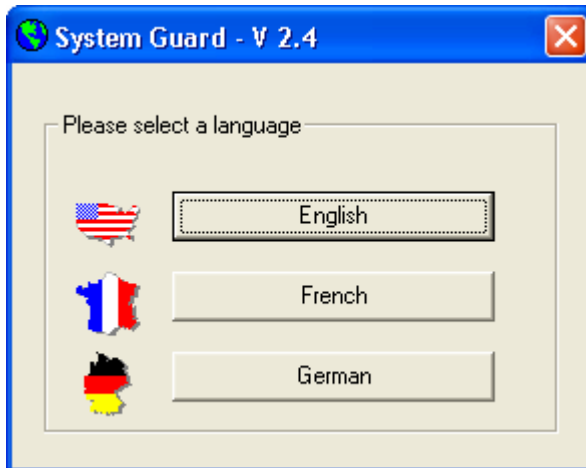 System Guard - V 2.4
Please select a language
English
French
German